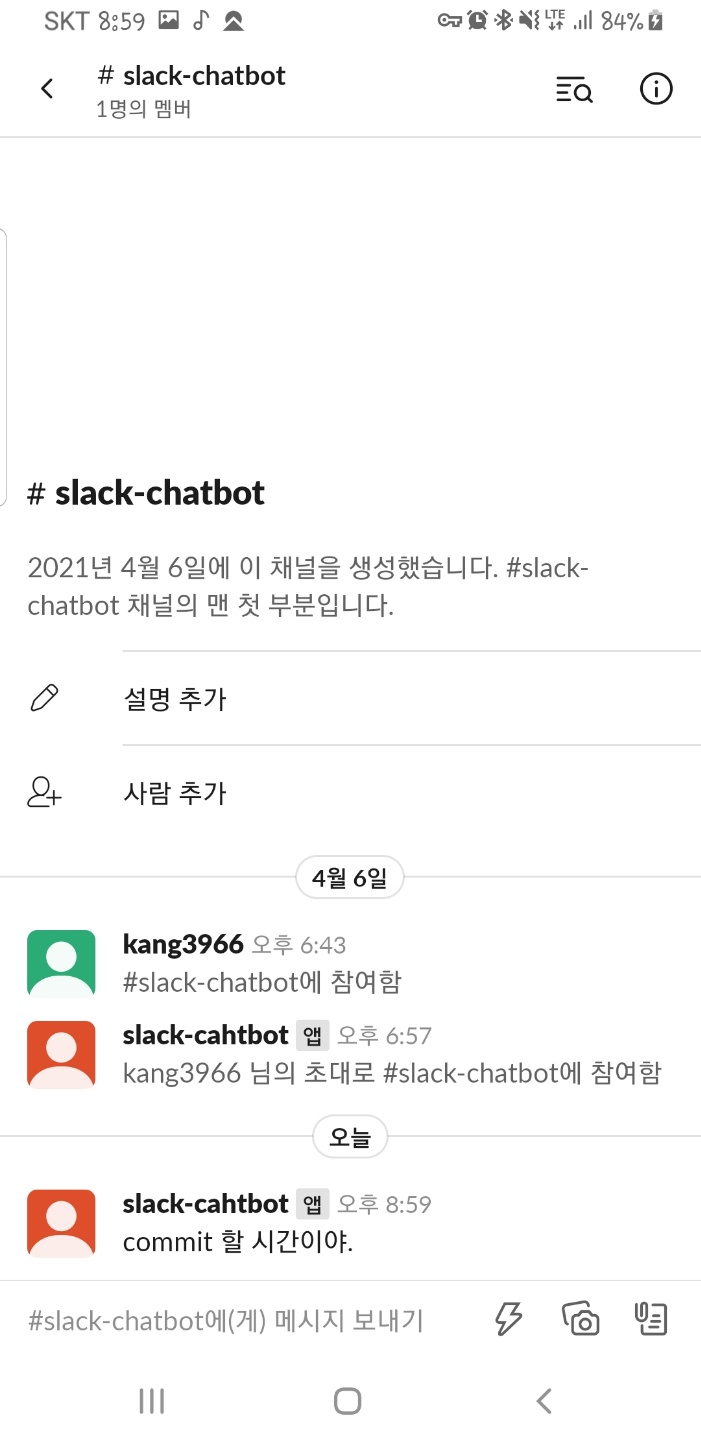 SKT 8:59 LTE 84%
# slack-chatbot
1명의 멤버
# slack-chatbot
2021년 4월 6일에 이 채널을 생성했습니다. #slack-
chatbot 채널의 맨 첫 부분입니다.
설명 추가
사람 추가
4월 6일
kang3966 오후 6:43
#slack-chatbot에 참여함
slack-cahtbot 앱 오후 6:57
kang3966 님의 초대로 #slack-chatbot에 참여함
오늘
slack-cahtbot 앱 오후 8:59
commit 할 시간이야.
#slack-chatbot에(게) 메시지 보내기